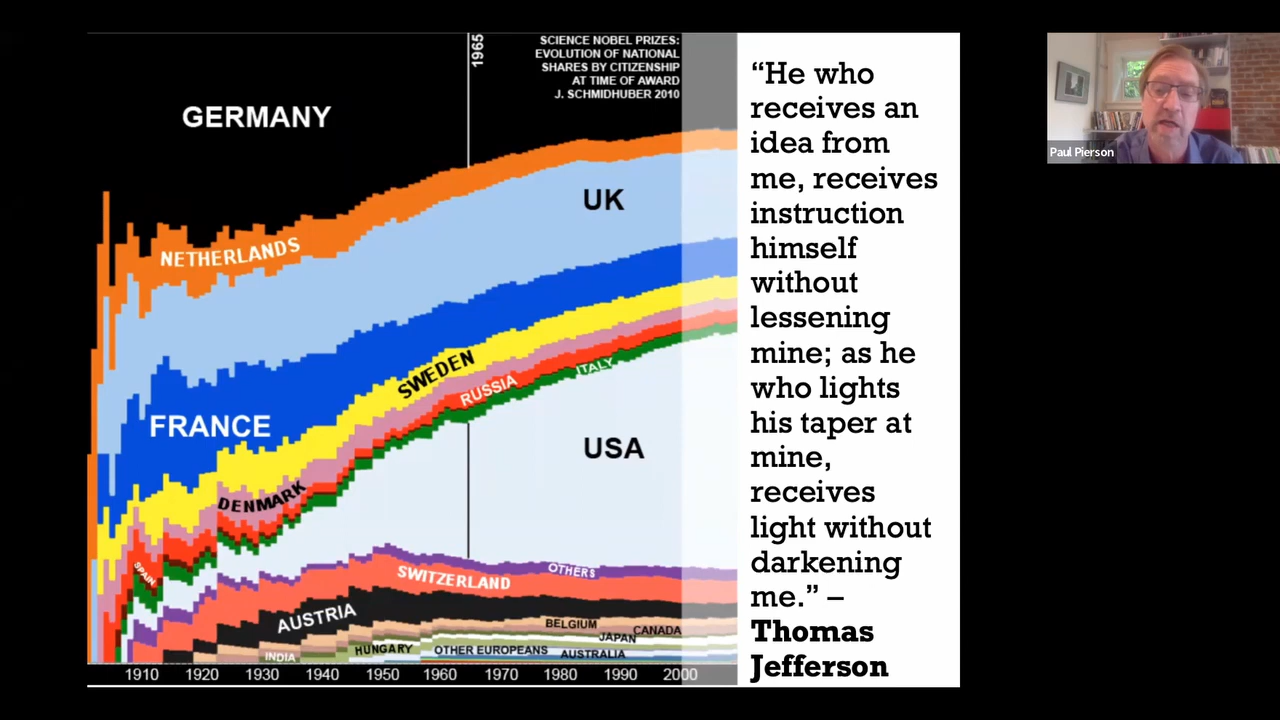 SCIENCE NOBEL PRIZES:
EVOLUTION OF NATIONAL
SHARES BY CITIZENSHIP
AT TIME OF AWARD
J. SCHMIDHUBER 2010
1965
GERMANY
NETHERLANDS
UK
FRANCE
SWEDEN
DENMARK
RUSSIA
ITALY
SPAIN
USA
OTHERS
SWITZERLAND
AUSTRIA
BELGIUM
CANADA
JAPAN
HUNGARY
OTHER EUROPEANS
AUSTRALIA
INDIA
1910 1920 1930 1940 1950 1960 1970 1980 1990 2000
“He who
receives an
idea from
me, receives
instruction
himself
without
lessening
mine; as he
who lights
his taper at
mine,
receives
light without
darkening
me.” –
Thomas
Jefferson
Paul Pierson